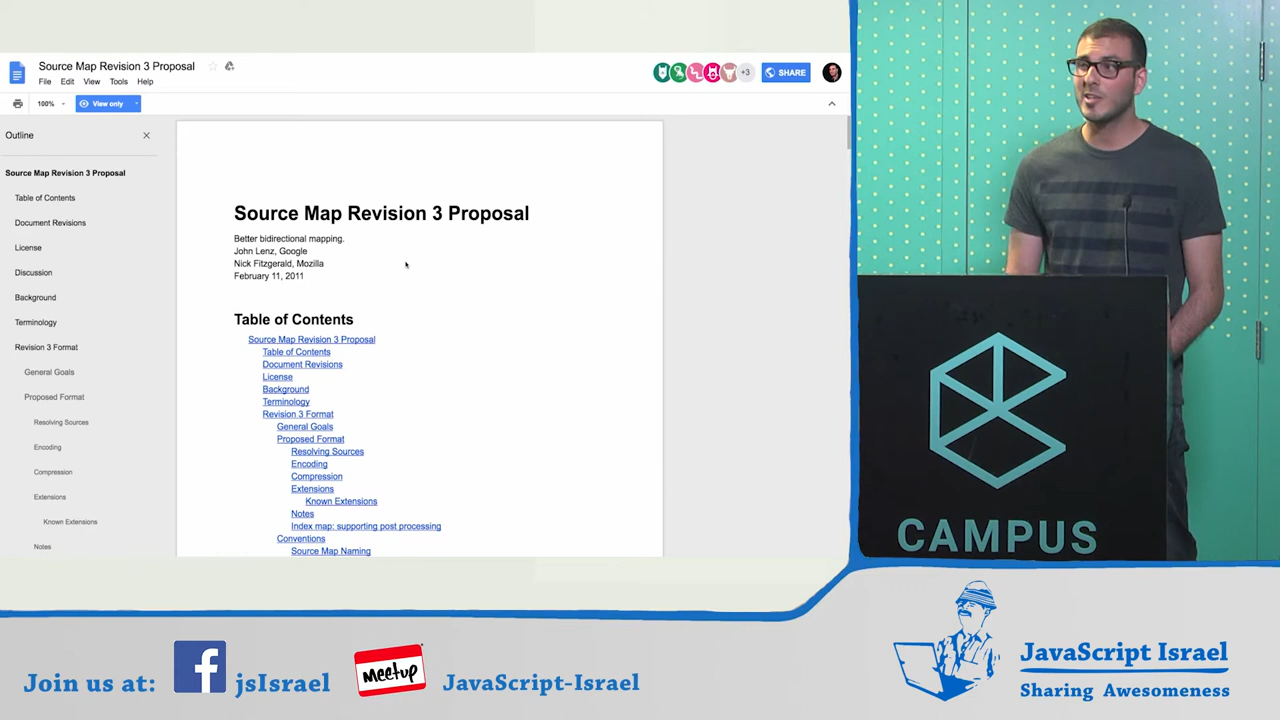 Source Map Revision 3 Proposal
File Edit View Tools Help
+3
SHARE
100%
View only
Outline
Source Map Revision 3 Proposal
Table of Contents
Document Revisions
License
Discussion
Background
Terminology
Revision 3 Format
General Goals
Proposed Format
Resolving Sources
Encoding
Compression
Extensions
Known Extensions
Notes
Source Map Revision 3 Proposal
Better bidirectional mapping.
John Lenz, Google
Nick Fitzgerald, Mozilla
February 11, 2011
Table of Contents
Source Map Revision 3 Proposal
Table of Contents
Document Revisions
License
Background
Terminology
Revision 3 Format
General Goals
Proposed Format
Resolving Sources
Encoding
Compression
Extensions
Known Extensions
Notes
Index map: supporting post processing
Conventions
Source Map Naming
CAMPUS
Join us at:
f jsIsrael
meetup
JavaScript-Israel
JavaScript Israel
Sharing Awesomeness